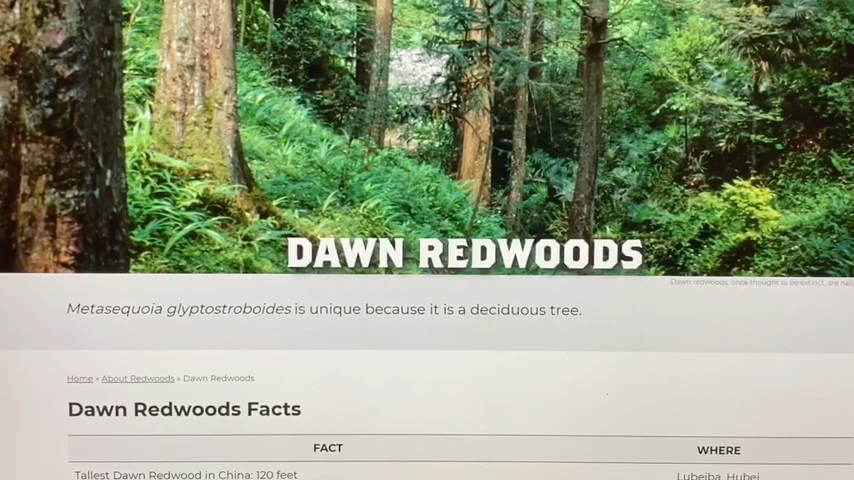 DAWN REDWOODS
Dawn redwoods, once thought to be extinct, are
Metasequoia glyptostroboides is unique because it is a deciduous tree.
Home » About Redwoods » Dawn Redwoods
Dawn Redwoods Facts
FACT WHERE
Tallest Dawn Redwood in China: 120 feet Lubeiba, Hubei